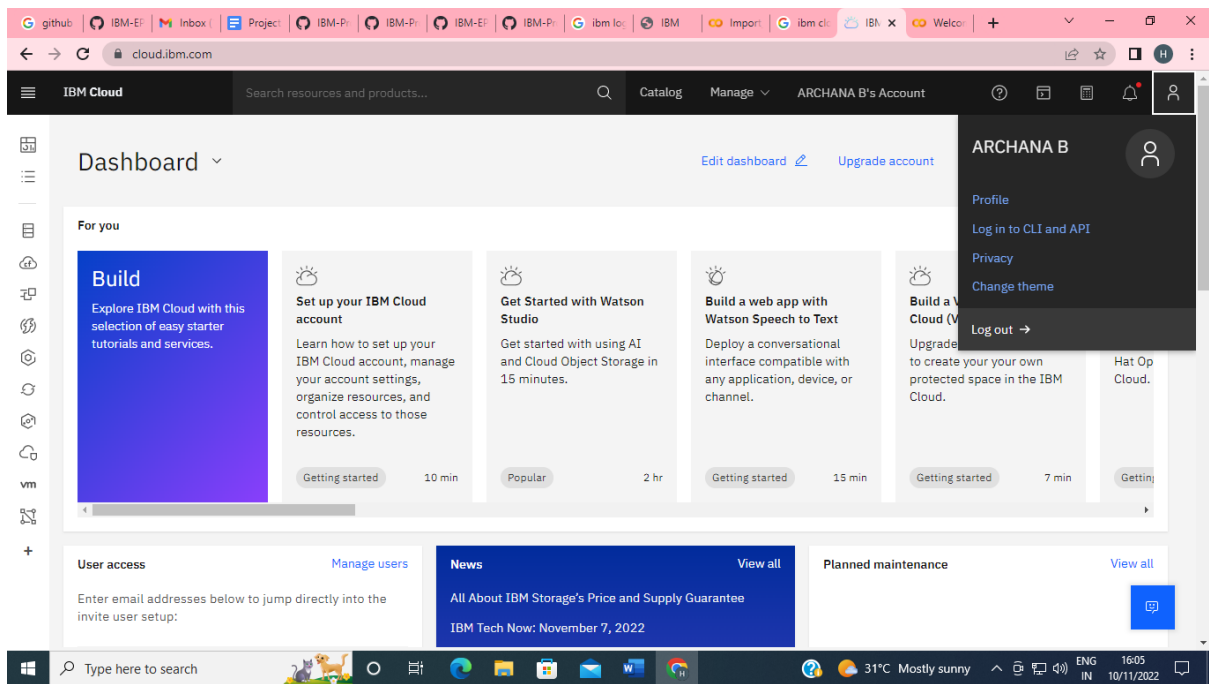 github
IBM-EF
Inbox (
Project
IBM-Pr
IBM-Pr
IBM-EF
IBM-Pr
ibm log
IBM
Import
ibm clo
IBM
Welcor
cloud.ibm.com
H
IBM Cloud
Search resources and products...
Catalog
Manage
ARCHANA B's Account
Dashboard
Edit dashboard
Upgrade account
ARCHANA B
Profile
Log in to CLI and API
Privacy
Change theme
Log out →
For you
Build
Explore IBM Cloud with this
selection of easy starter
tutorials and services.
Set up your IBM Cloud
account
Learn how to set up your
IBM Cloud account, manage
your account settings,
organize resources, and
control access to those
resources.
Getting started
10 min
Get Started with Watson
Studio
Get started with using AI
and Cloud Object Storage in
15 minutes.
Popular
2 hr
Build a web app with
Watson Speech to Text
Deploy a conversational
interface compatible with
any application, device, or
channel.
Getting started
15 min
Build a V
Cloud (V
Upgrade
to create your your own
protected space in the IBM
Cloud.
Getting started
7 min
Hat Op
Cloud.
Getting
vm
User access
Manage users
Enter email addresses below to jump directly into the
invite user setup:
News
View all
All About IBM Storage's Price and Supply Guarantee
IBM Tech Now: November 7, 2022
Planned maintenance
View all
Type here to search
31°C Mostly sunny
ENG
IN
16:05
10/11/2022